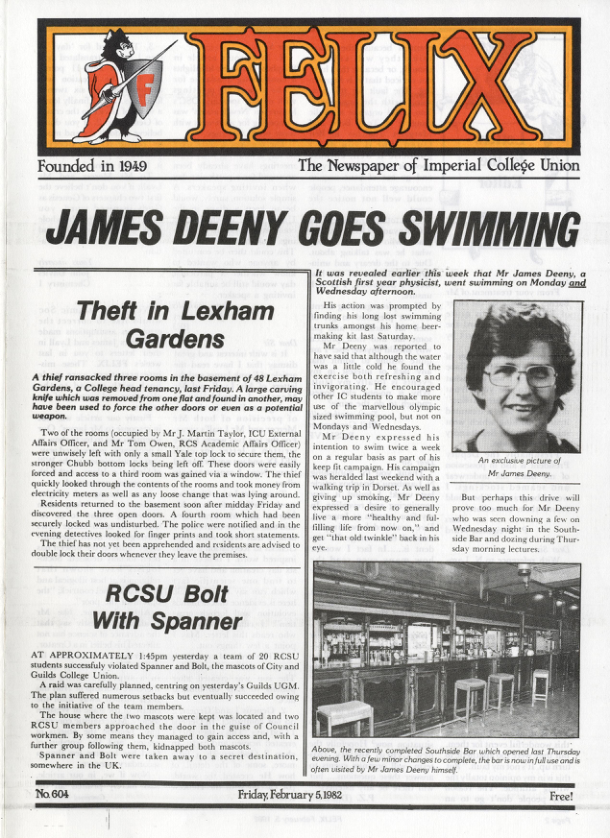 F
FELIX
Founded in 1949 The Newspaper of Imperial College Union
JAMES DEENY GOES SWIMMING
Theft in Lexham
Gardens
A thief ransacked three rooms in the basement of 48 Lexham
Gardens, a College head tenancy, last Friday. A large carving
knife which was removed from one flat and found in another, may
have been used to force the other doors or even as a potential
weapon.
Two of the rooms (occupied by Mr J. Martin Taylor, ICU External
Affairs Officer, and Mr Tom Owen, RCS Academic Affairs Officer)
were unwisely left with only a small Yale top lock to secure them, the
stronger Chubb bottom locks being left off. These doors were easily
forced and access to a third room was gained via a window. The thief
quickly looked through the contents of the rooms and took money from
electricity meters as well as any loose change that was lying around.
Residents returned to the basement soon after midday Friday and
discovered the three open doors. A fourth room which had been
securely locked was undisturbed. The police were notified and in the
evening detectives looked for finger prints and took short statements.
The thief has not yet been apprehended and residents are advised to
double lock their doors whenever they leave the premises.
RCSU Bolt
With Spanner
AT APPROXIMATELY 1:45pm yesterday a team of 20 RCSU
students successfuly violated Spanner and Bolt, the mascots of City and
Guilds College Union.
A raid was carefully planned, centring on yesterday's Guilds UGM.
The plan suffered numerous setbacks but eventually succeeded owing
to the initiative of the team members.
The house where the two mascots were kept was located and two
RCSU members approached the door in the guise of Council
workmen. By some means they managed to gain access and, with a
further group following them, kidnapped both mascots.
Spanner and Bolt were taken away to a secret destination,
somewhere in the UK.
It was revealed earlier this week that Mr James Deeny, a
Scottish first year physicist, went swimming on Monday and
Wednesday afternoon.
His action was prompted by
finding his long lost swimming
trunks amongst his home beer-
making kit last Saturday.
Mr Deeny was reported to
have said that although the water
was a little cold he found the
exercise both refreshing and
invigorating. He encouraged
other IC students to make more
use of the marvellous olympic
sized swimming pool, but not on
Mondays and Wednesdays.
Mr Deeny expressed his
intention to swim twice a week
on a regular basis as part of his
keep fit campaign. His campaign
was heralded last weekend with a
walking trip in Dorset. As well as
giving up smoking, Mr Deeny
expressed a desire to generally
live a more "healthy and ful-
filling life from now on," and
get "that old twinkle" back in his
eye.
An exclusive picture of
Mr James Deeny.
But perhaps this drive will
prove too much for Mr Deeny
who was seen downing a few on
Wednesday night in the South-
side Bar and dozing during Thur-
sday morning lectures.
Above, the recently completed Southside Bar which opened last Thursday
evening. With a few minor changes to complete, the bar is now in full use and is
often visited by Mr James Deeny himself.
No. 604 Friday, February 5, 1982 Free!